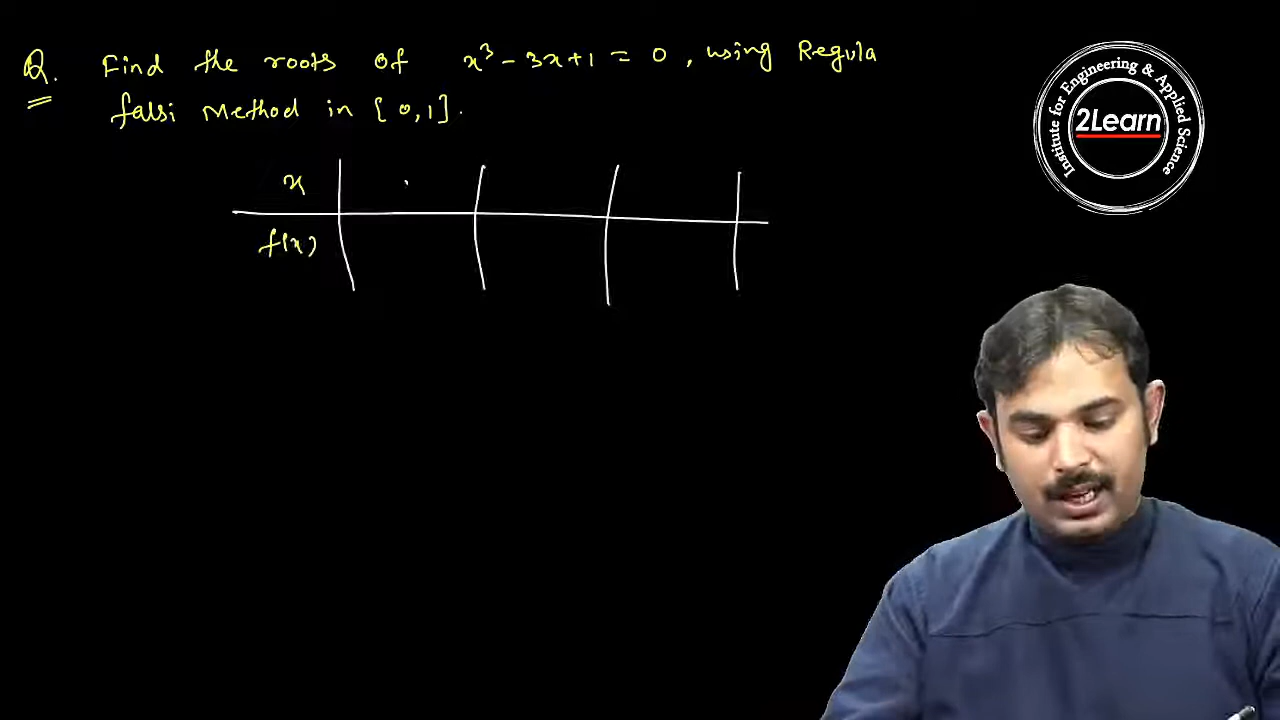 Q. Find the roots of x³ - 3x + 1 = 0, using Regula
falsi Method in [0,1].
x
f(x)
Institute for Engineering & Applied Science
2Learn